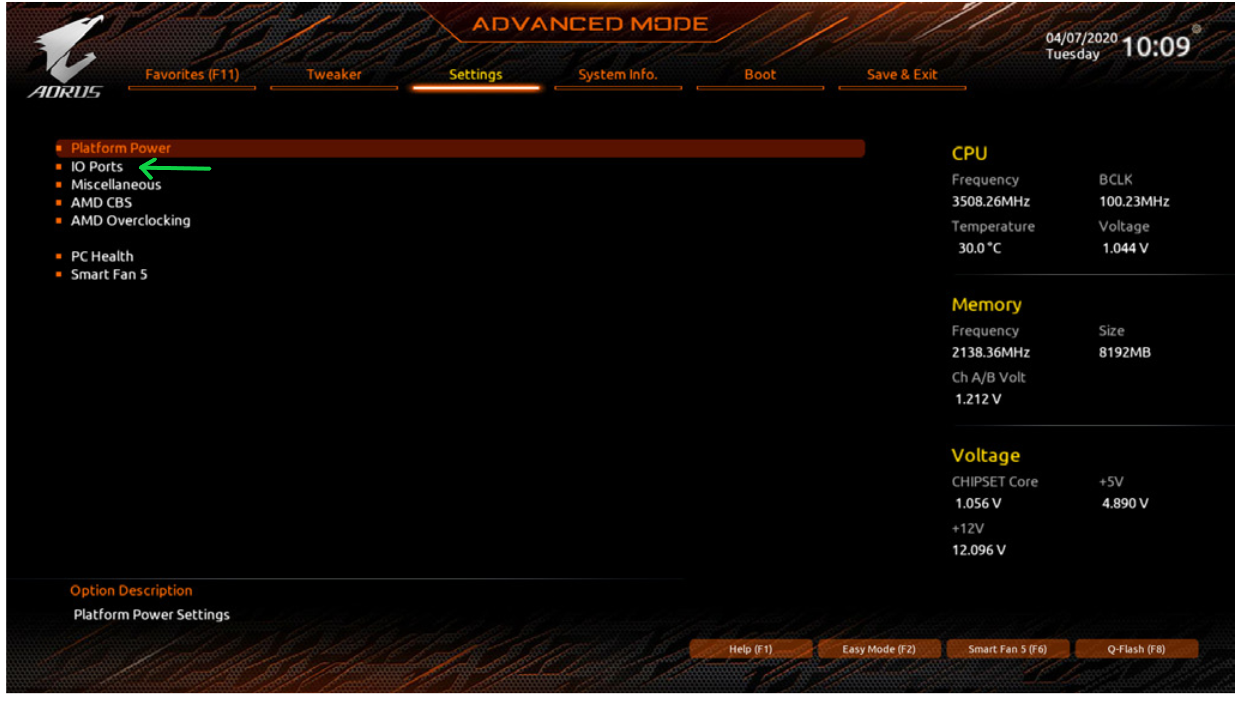 ADVANCED MODE
04/07/2020
Tuesday
10:09
AORUS
Favorites (F11) Tweaker Settings System Info. Boot Save & Exit
Platform Power
IO Ports
Miscellaneous
AMD CBS
AMD Overclocking
PC Health
Smart Fan 5
CPU
Frequency BCLK
3508.26MHz 100.23MHz
Temperature Voltage
30.0 °C 1.044 V
Memory
Frequency Size
2138.36MHz 8192MB
Ch A/B Volt
1.212 V
Voltage
CHIPSET Core +5V
1.056 V 4.890 V
+12V
12.096 V
Option Description
Platform Power Settings
Help (F1) Easy Mode (F2) Smart Fan 5 (F6) Q-Flash (F8)